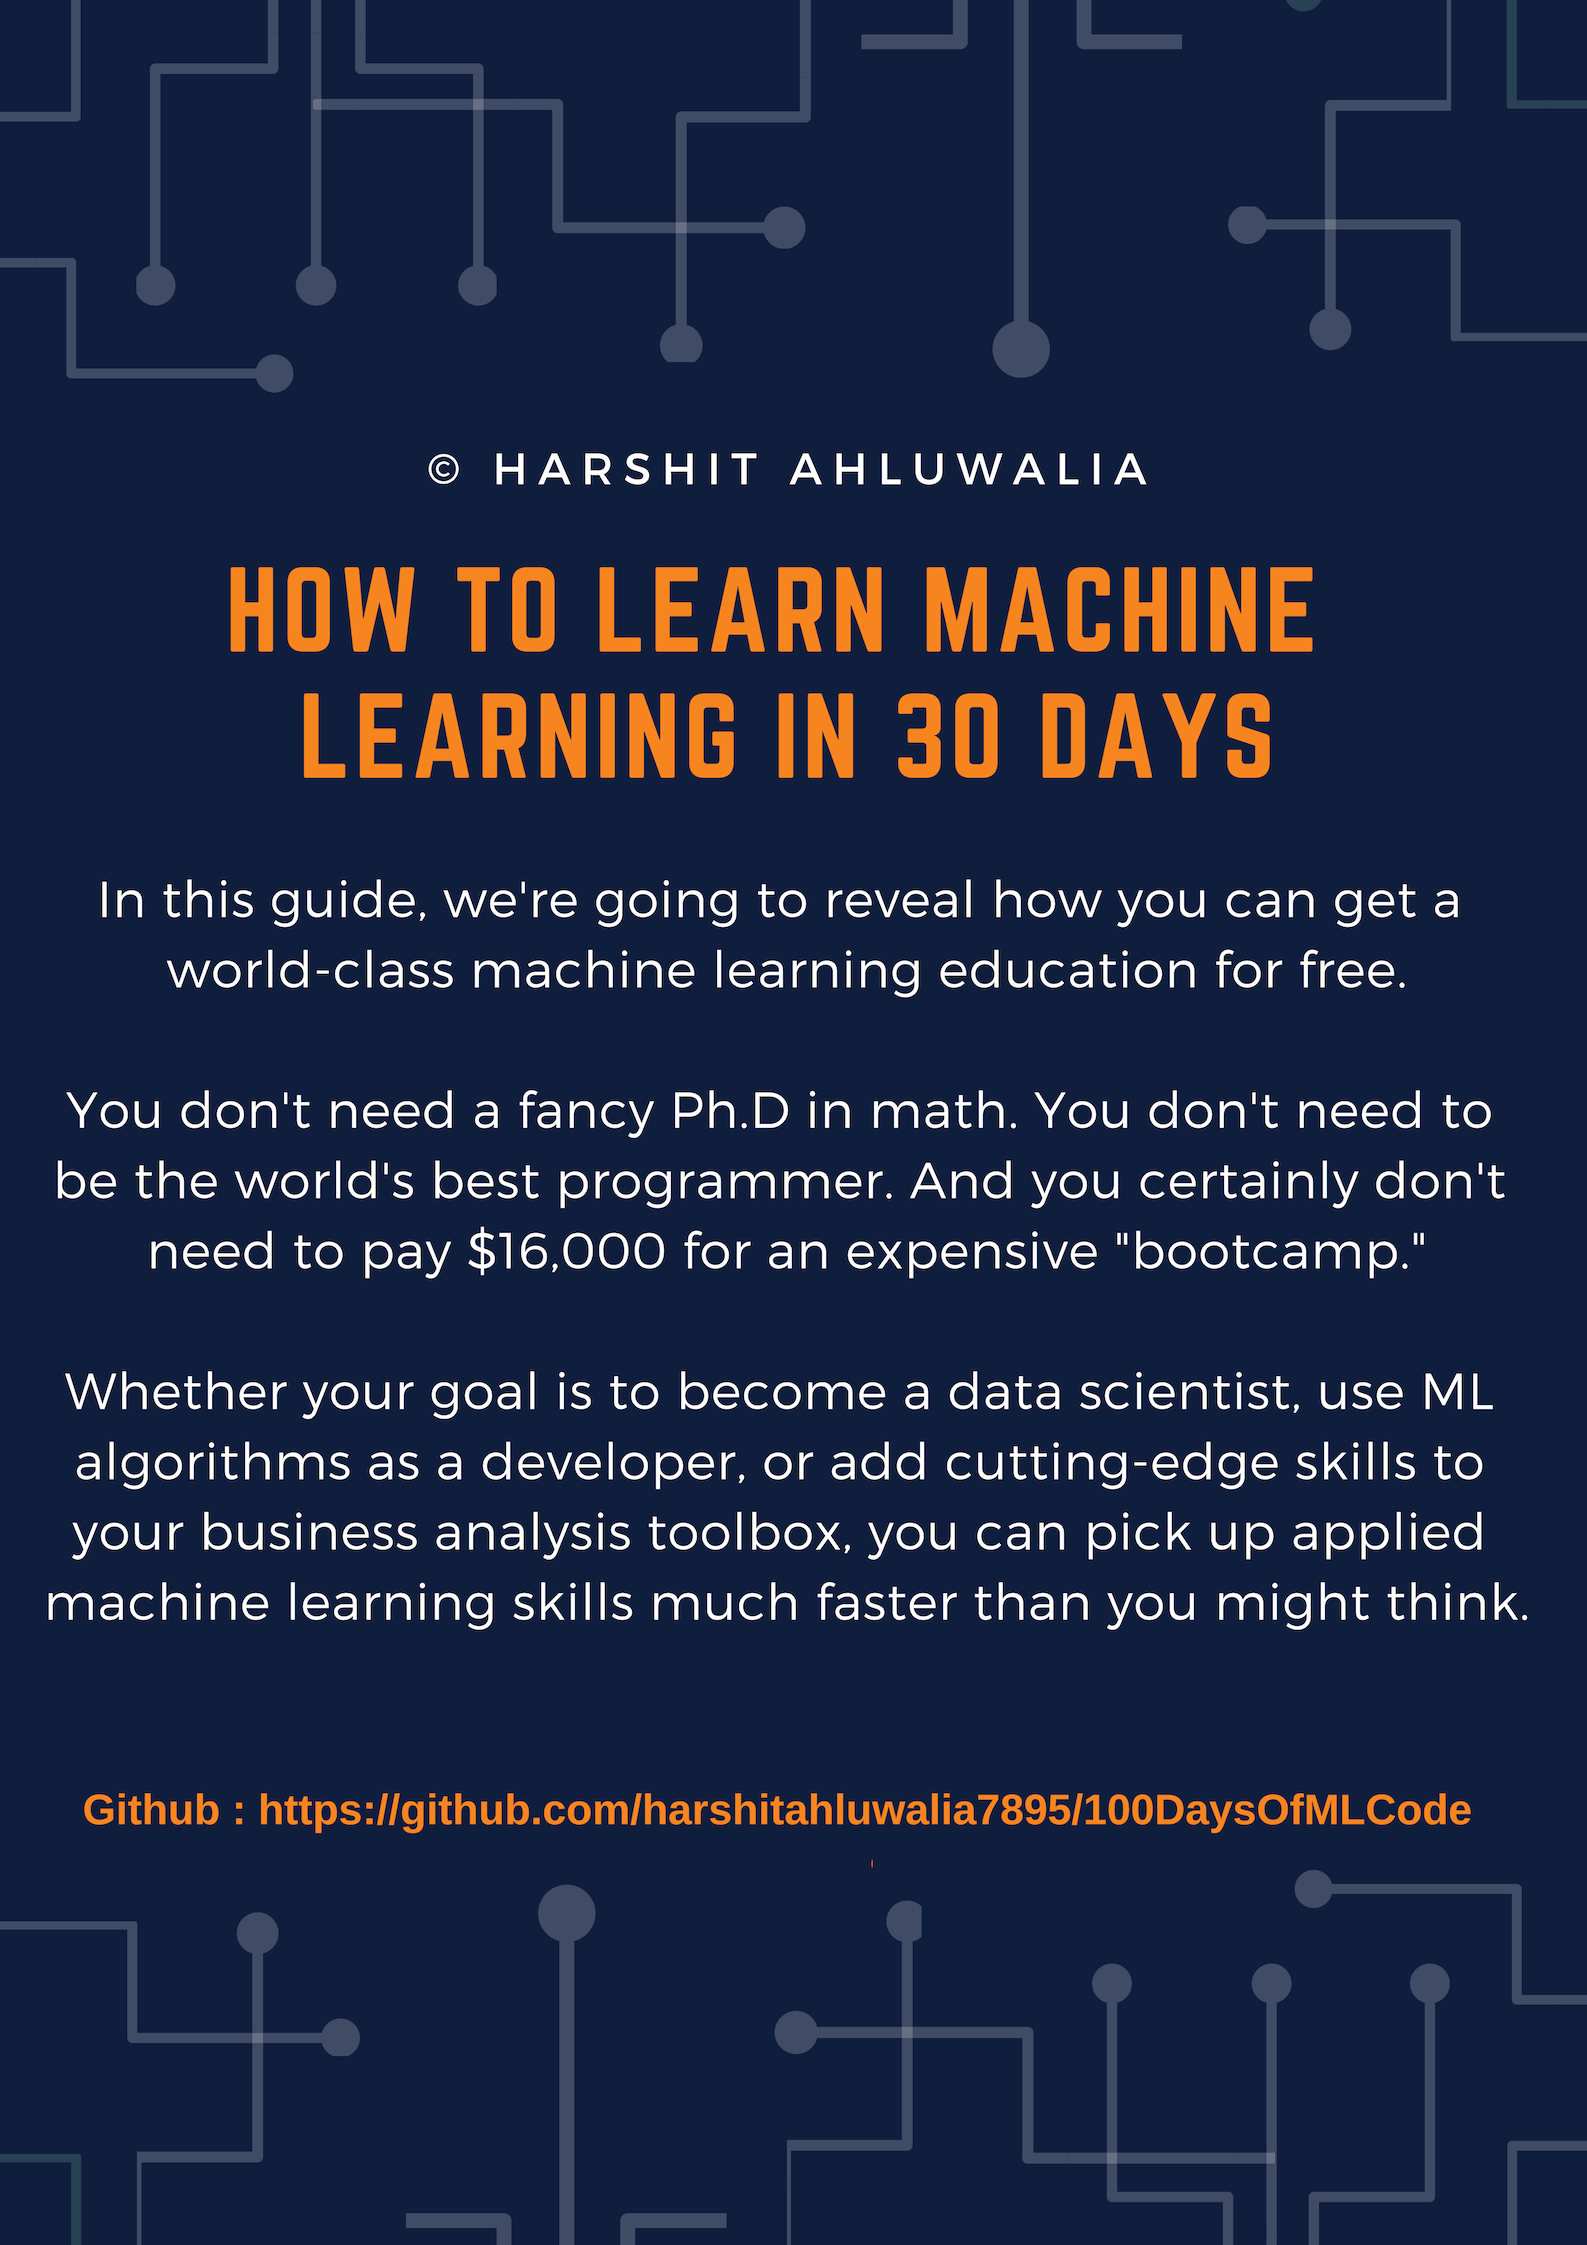 © HARSHIT AHLUWALIA
HOW TO LEARN MACHINE
LEARNING IN 30 DAYS
In this guide, we're going to reveal how you can get a
world-class machine learning education for free.
You don't need a fancy Ph.D in math. You don't need to
be the world's best programmer. And you certainly don't
need to pay $16,000 for an expensive "bootcamp."
Whether your goal is to become a data scientist, use ML
algorithms as a developer, or add cutting-edge skills to
your business analysis toolbox, you can pick up applied
machine learning skills much faster than you might think.
Github : https://github.com/harshitahluwalia7895/100DaysOfMLCode